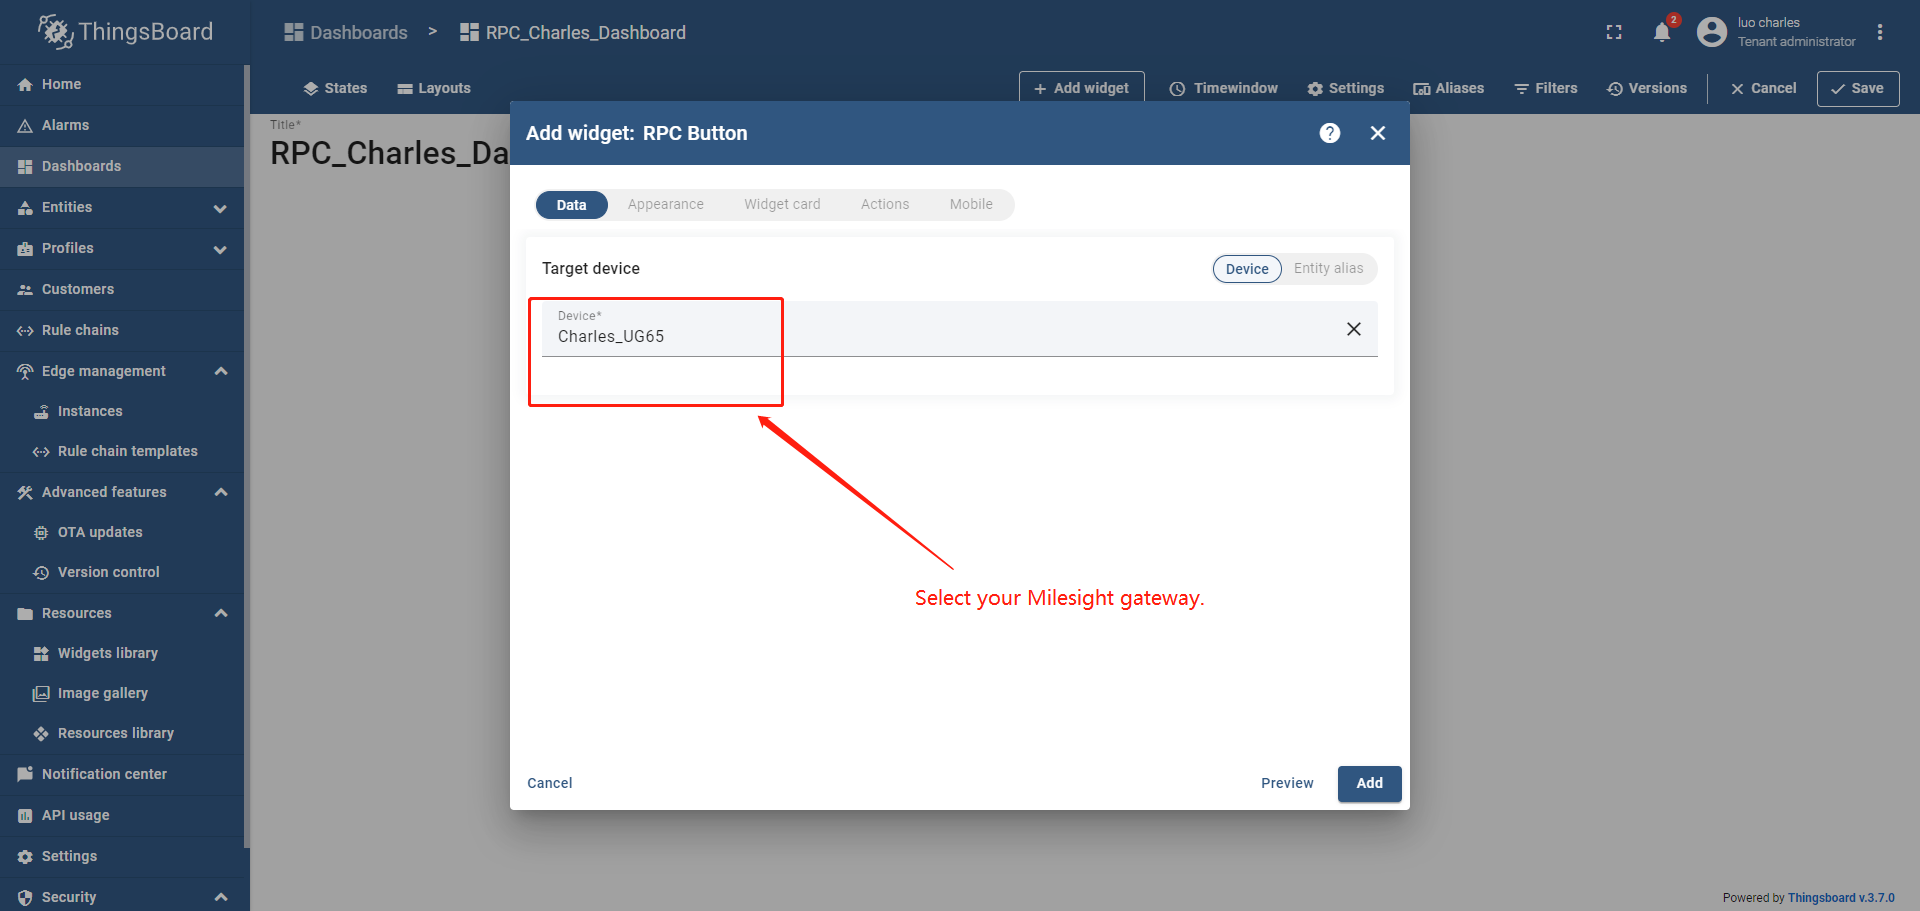 ThingsBoard
Dashboards > RPC_Charles_Dashboard
2
luo charles
Tenant administrator
Home
Alarms
Dashboards
Entities
Profiles
Customers
Rule chains
Edge management
Instances
Rule chain templates
Advanced features
OTA updates
Version control
Resources
Widgets library
Image gallery
Resources library
Notification center
API usage
Settings
Security
States
Layouts
+ Add widget
Timewindow
Settings
Aliases
Filters
Versions
Cancel
Save
Title*
RPC_Charles_Da
Add widget: RPC Button
?
Data
Appearance
Widget card
Actions
Mobile
Target device
Device
Entity alias
Device*
Charles_UG65
Select your Milesight gateway.
Cancel
Preview
Add
Powered by Thingsboard v.3.7.0